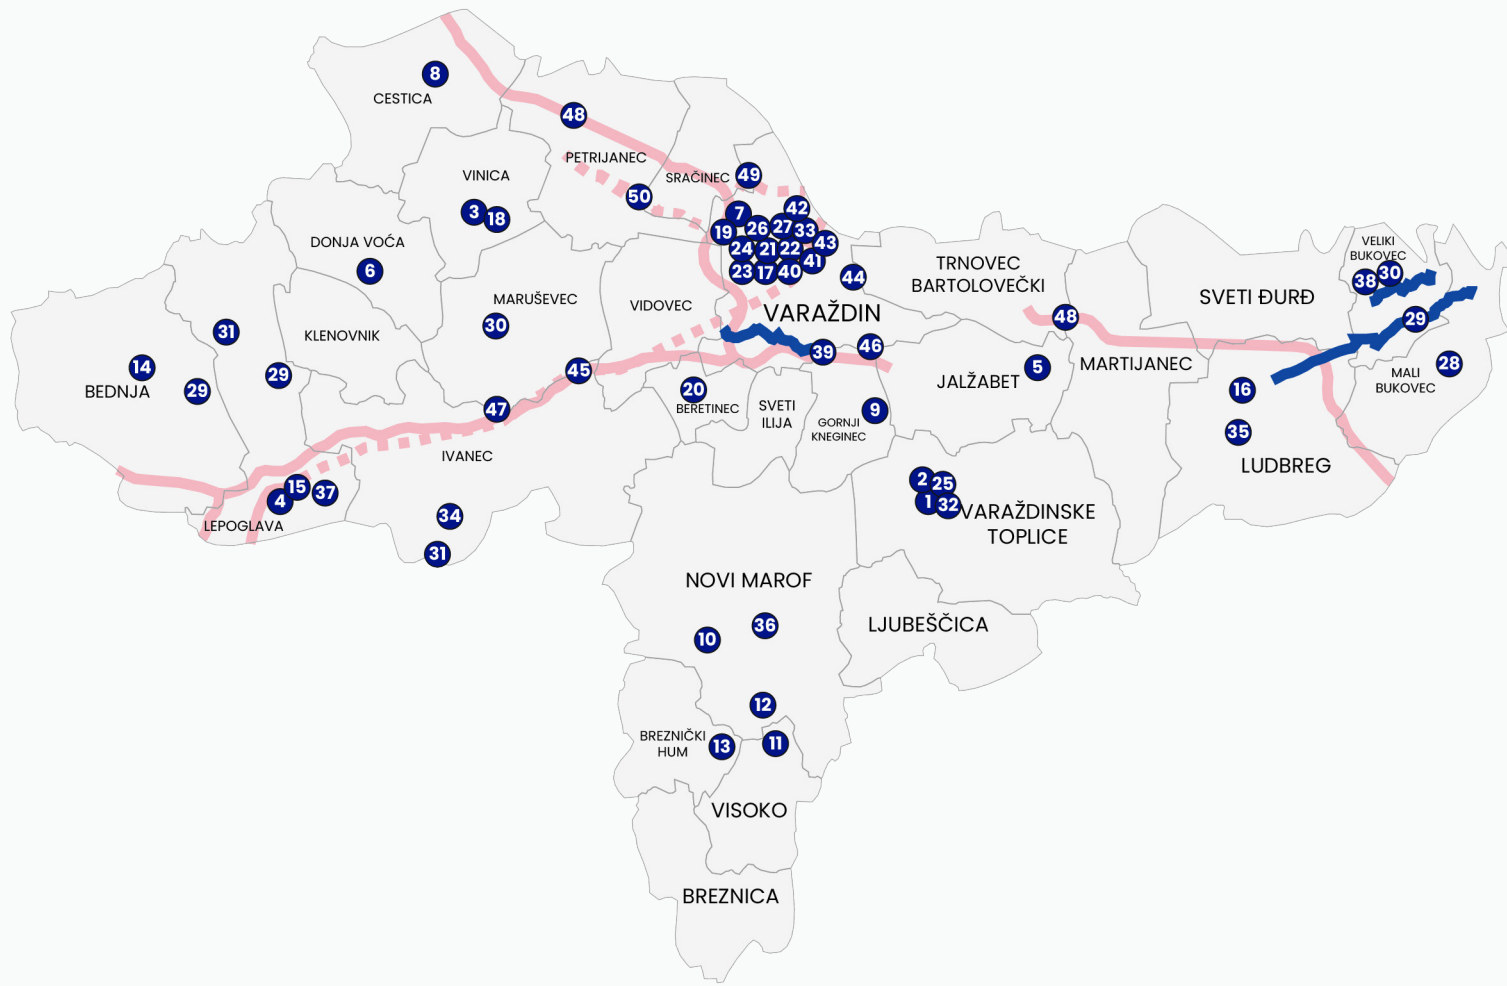 8
CESTICA
48
PETRIJANEC
SRAČINEC
49
VINICA
50
3
18
7
42
19
26
27
33
24
21
22
43
23
17
40
41
44
DONJA VOĆA
6
TRNOVEC
BARTOLOVEČKI
VELIKI
BUKOVEC
38
30
MARUŠEVEC
30
VIDOVEC
VARAŽDIN
SVETI ĐURĐ
48
29
31
KLENOVNIK
39
46
14
BEDNJA
29
29
45
20
BERETINEC
SVETI
ILIJA
GORNJI
KNEGINEC
9
JALŽABET
5
MARTIJANEC
16
MALI
BUKOVEC
28
47
35
IVANEC
LUDBREG
15
37
4
LEPOGLAVA
34
31
2
25
1
32
VARAŽDINSKE
TOPLICE
NOVI MAROF
10
36
LJUBEŠČICA
12
BREZNIČKI
HUM
13
11
VISOKO
BREZNICA